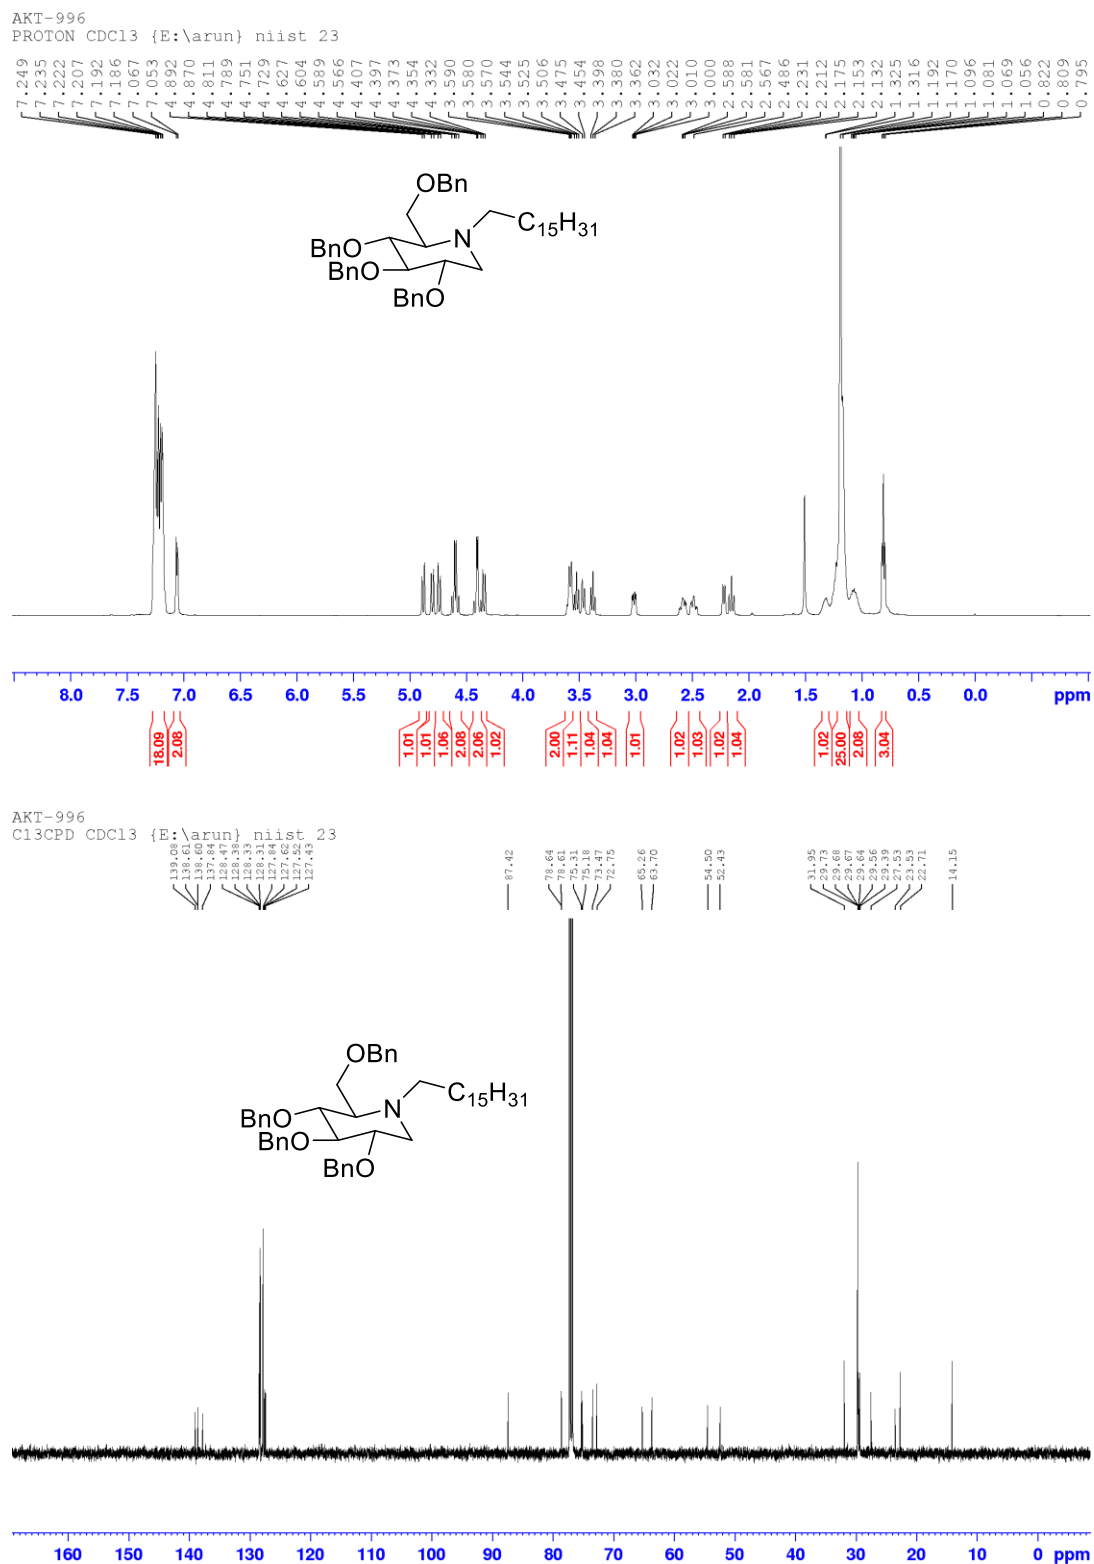 AKT-996
PROTON CDCl3 {E:\arun} niist 23
7.249 7.235 7.222 7.207 7.192 7.186 7.067 7.053 4.892 4.870 4.811 4.789 4.751 4.729 4.627 4.604 4.589 4.566 4.407 4.397 4.373 4.354 4.332 3.590 3.580 3.570 3.544 3.525 3.506 3.475 3.454 3.398 3.380 3.362 3.032 3.022 3.010 3.000 2.588 2.581 2.567 2.486 2.231 2.212 2.175 2.153 2.132 1.325 1.316 1.192 1.170 1.096 1.081 1.069 1.056 0.822 0.809 0.795
OBn
N C15H31
BnO
BnO
BnO
8.0 7.5 7.0 6.5 6.0 5.5 5.0 4.5 4.0 3.5 3.0 2.5 2.0 1.5 1.0 0.5 0.0 ppm
18.09 2.08 1.01 1.01 1.06 2.08 2.06 1.02 2.00 1.11 1.04 1.04 1.01 1.02 1.03 1.02 1.04 1.02 25.00 2.08 3.04
AKT-996
C13CPD CDCl3 {E:\arun} niist 23
139.08 138.61 138.60 137.84 128.47 128.38 128.33 128.31 127.84 127.62 127.52 127.43 87.42 78.64 78.61 75.31 75.18 73.47 72.75 65.26 63.70 54.50 52.43 31.95 29.73 29.68 29.67 29.64 29.56 29.39 27.53 23.53 22.71 14.15
OBn
N C15H31
BnO
BnO
BnO
160 150 140 130 120 110 100 90 80 70 60 50 40 30 20 10 0 ppm